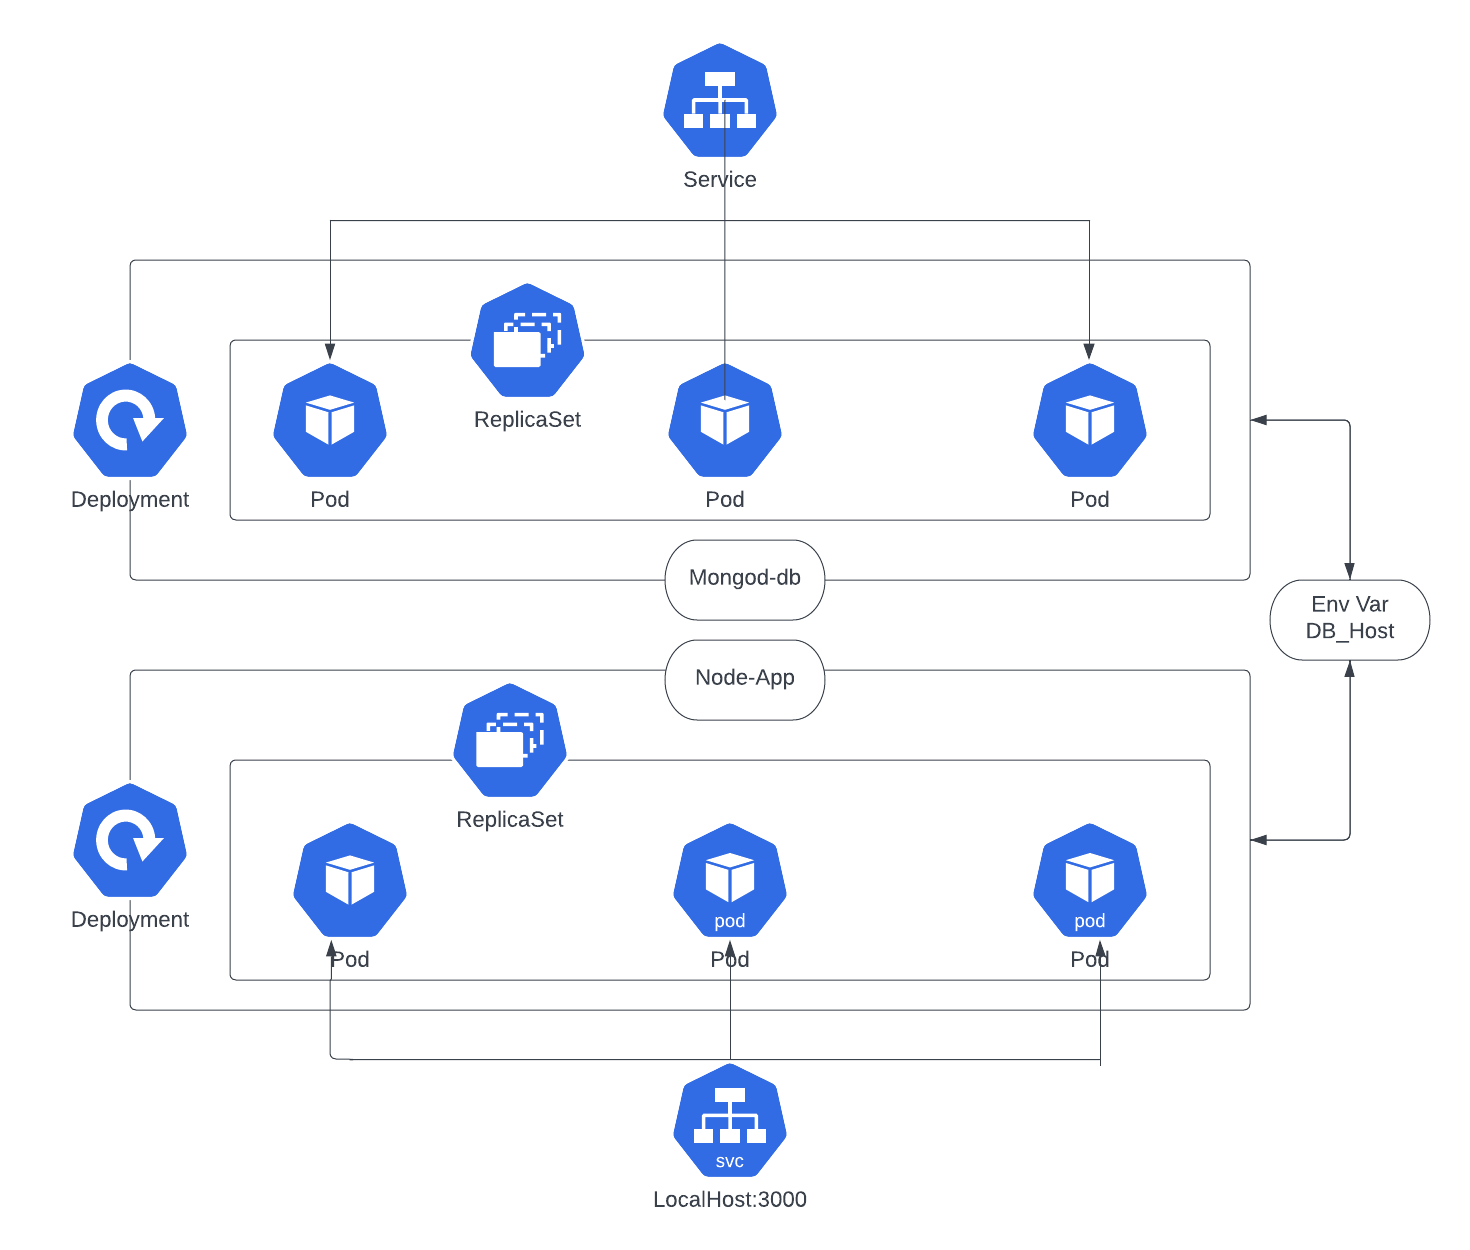 Service
ReplicaSet
Deployment
Pod
Pod
Pod
Mongod-db
Env Var
DB_Host
Node-App
ReplicaSet
Deployment
Pod
pod
Pod
pod
Pod
svc
LocalHost:3000